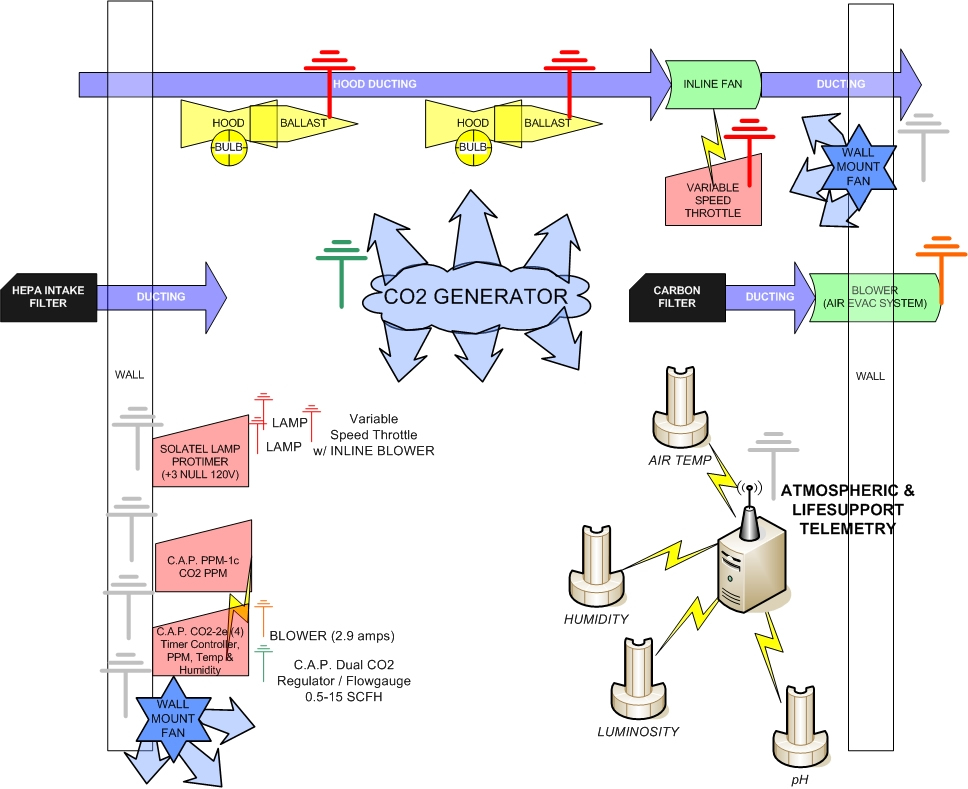 HOOD DUCTING
INLINE FAN
DUCTING
HOOD
BALLAST
BULB
HOOD
BALLAST
BULB
VARIABLE
SPEED
THROTTLE
WALL
MOUNT
FAN
HEPA INTAKE
FILTER
DUCTING
CO2 GENERATOR
CARBON
FILTER
DUCTING
BLOWER
(AIR EVAC SYSTEM)
WALL
WALL
SOLATEL LAMP
PROTIMER
(+3 NULL 120V)
LAMP
LAMP
Variable
Speed Throttle
w/ INLINE BLOWER
AIR TEMP
ATMOSPHERIC &
LIFESUPPORT
TELEMETRY
C.A.P. PPM-1c
CO2 PPM
HUMIDITY
C.A.P. CO2-2e (4)
Timer Controller,
PPM, Temp &
Humidity
BLOWER (2.9 amps)
C.A.P. Dual CO2
Regulator / Flowgauge
0.5-15 SCFH
WALL
MOUNT
FAN
LUMINOSITY
pH